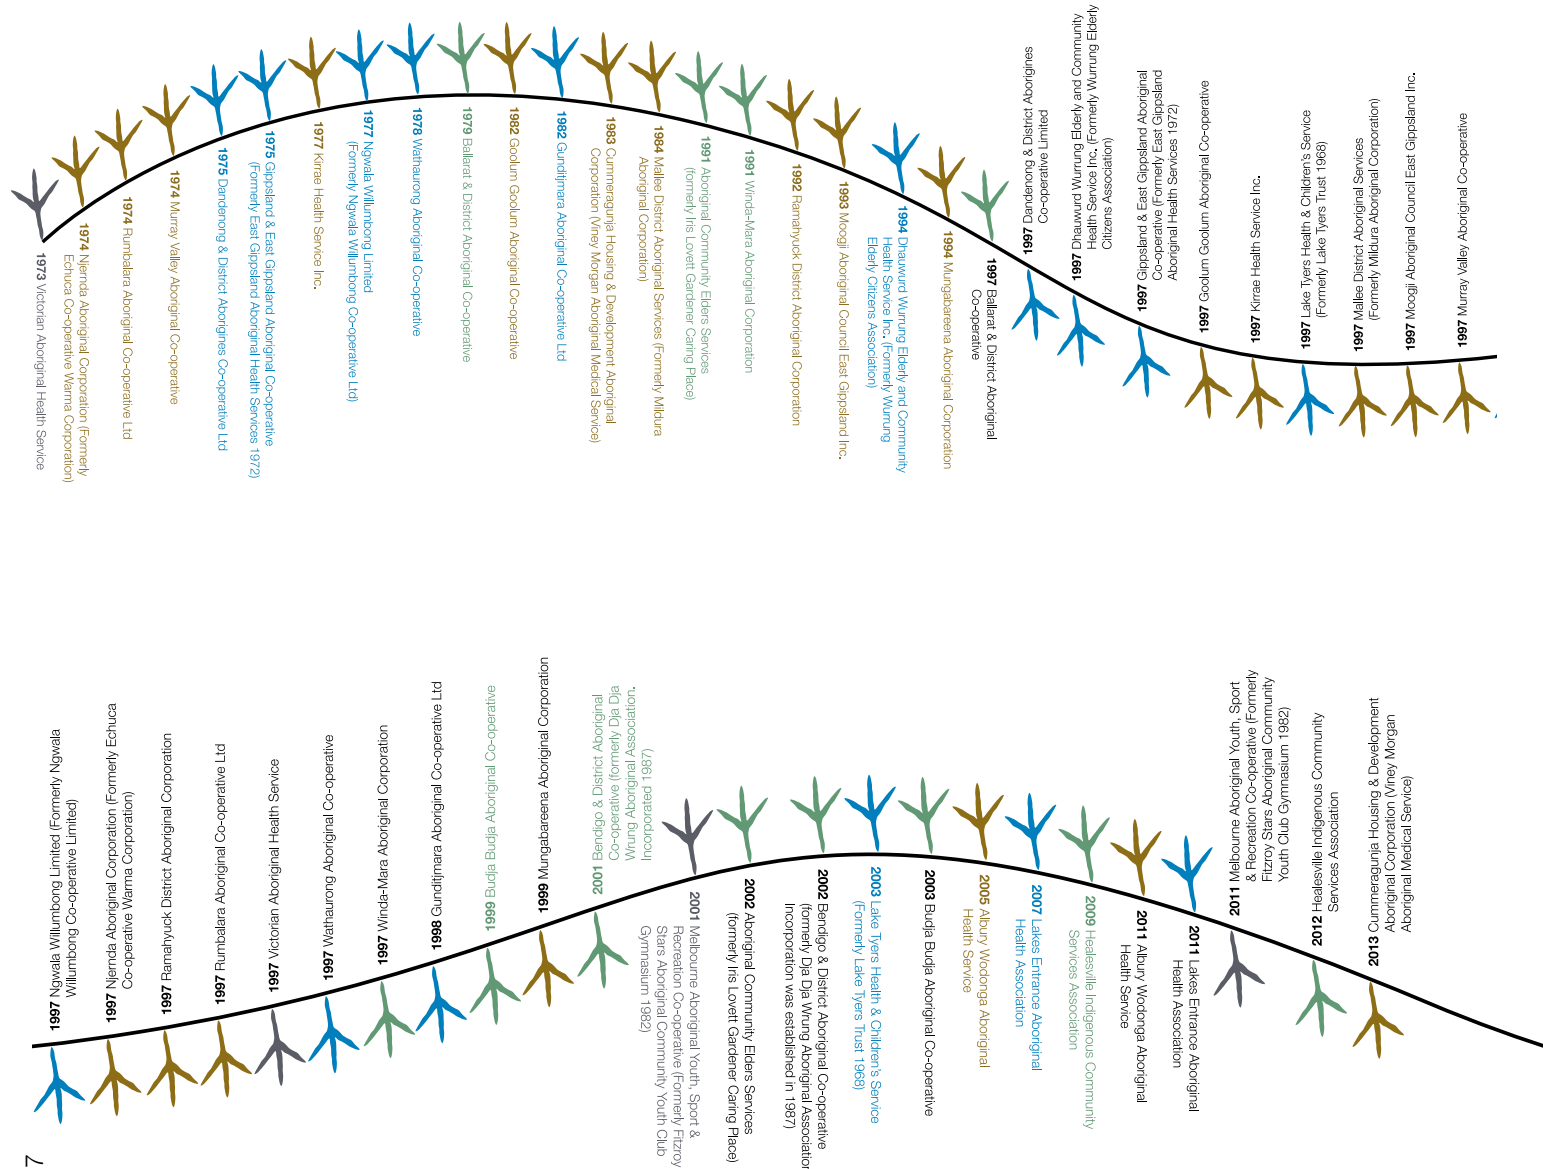 1973 Victorian Aboriginal Health Service
1974 Njernda Aboriginal Corporation (Formerly
Echuca Co-operative Warma Corporation)
1974 Rumbalara Aboriginal Co-operative Ltd
1974 Murray Valley Aboriginal Co-operative
1975 Dandenong & District Aborigines Co-operative Ltd
1975 Gippsland & East Gippsland Aboriginal Co-operative
(Formerly East Gippsland Aboriginal Health Services 1972)
1977 Kirrae Health Service Inc.
1977 Ngwala Willumbong Limited
(Formerly Ngwala Willumbong Co-operative Ltd)
1978 Wathaurong Aboriginal Co-operative
1979 Ballarat & District Aboriginal Co-operative
1982 Goolum Goolum Aboriginal Co-operative
1982 Gunditjmara Aboriginal Co-operative Ltd
1983 Cummeragunja Housing & Development Aboriginal
Corporation (Viney Morgan Aboriginal Medical Service)
1984 Mallee District Aboriginal Services (Formerly Mildura
Aboriginal Corporation)
1991 Aboriginal Community Elders Services
(formerly Iris Lovett Gardener Caring Place)
1991 Winda-Mara Aboriginal Corporation
1992 Ramahyuck District Aboriginal Corporation
1993 Moogji Aboriginal Council East Gippsland Inc.
1994 Dhauwurd Wurrung Elderly and Community
Health Service Inc. (Formerly Wurrung
Elderly Citizens Association)
1994 Mungabareena Aboriginal Corporation
1997 Ballarat & District Aboriginal
Co-operative
1997 Dandenong & District Aborigines
Co-operative Limited
1997 Dhauwurd Wurrung Elderly and Community
Health Service Inc. (Formerly Wurrung Elderly
Citizens Association)
1997 Gippsland & East Gippsland Aboriginal
Co-operative (Formerly East Gippsland
Aboriginal Health Services 1972)
1997 Goolum Goolum Aboriginal Co-operative
1997 Kirrae Health Service Inc.
1997 Lake Tyers Health & Children's Service
(Formerly Lake Tyers Trust 1968)
1997 Mallee District Aboriginal Services
(Formerly Mildura Aboriginal Corporation)
1997 Moogji Aboriginal Council East Gippsland Inc.
1997 Murray Valley Aboriginal Co-operative
1997 Ngwala Willumbong Limited (Formerly Ngwala
Willumbung Co-operative Limited)
1997 Njernda Aboriginal Corporation (Formerly Echuca
Co-operative Warma Corporation)
1997 Ramahyuck District Aboriginal Corporation
1997 Rumbalara Aboriginal Co-operative Ltd
1997 Victorian Aboriginal Health Service
1997 Wathaurong Aboriginal Co-operative
1997 Winda-Mara Aboriginal Corporation
1998 Gunditjmara Aboriginal Co-operative Ltd
1999 Budja Budja Aboriginal Co-operative
1999 Mungabareena Aboriginal Corporation
2001 Bendigo & District Aboriginal
Co-operative (formerly Dja Dja
Wrung Aboriginal Association.
Incorporated 1987)
2001 Melbourne Aboriginal Youth, Sport &
Recreation Co-operative (Formerly Fitzroy
Stars Aboriginal Community Youth Club
Gymnasium 1982)
2002 Aboriginal Community Elders Services
(formerly Iris Lovett Gardener Caring Place)
2002 Bendigo & District Aboriginal Co-operative
(formerly Dja Dja Wrung Aboriginal Association
Incorporation was established in 1987)
2003 Lake Tyers Health & Children's Service
(Formerly Lake Tyers Trust 1968)
2003 Budja Budja Aboriginal Co-operative
2005 Albury Wodonga Aboriginal
Health Service
2007 Lakes Entrance Aboriginal
Health Association
2009 Healesville Indigenous Community
Services Association
2011 Albury Wodonga Aboriginal
Health Service
2011 Lakes Entrance Aboriginal
Health Association
2011 Melbourne Aboriginal Youth, Sport
& Recreation Co-operative (Formerly
Fitzroy Stars Aboriginal Community
Youth Club Gymnasium 1982)
2012 Healesville Indigenous Community
Services Association
2013 Cummeragunja Housing & Development
Aboriginal Corporation (Viney Morgan
Aboriginal Medical Service)
7